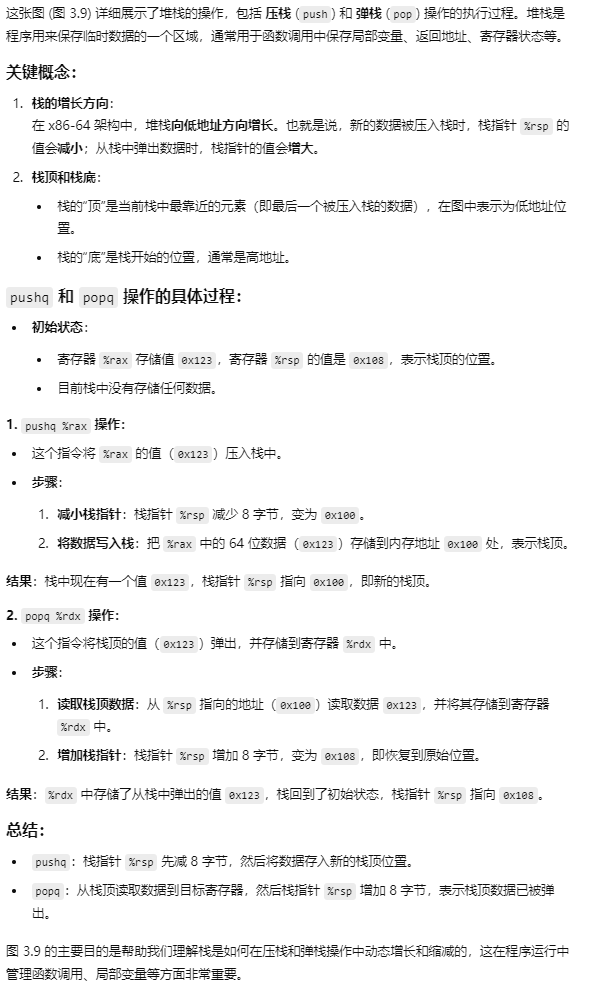 这张图 (图 3.9) 详细展示了堆栈的操作，包括 压栈 ( push ) 和 弹栈 ( pop ) 操作的执行过程。堆栈是
程序用来保存临时数据的一个区域，通常用于函数调用中保存局部变量、返回地址、寄存器状态等。
关键概念：
1. 栈的增长方向：
在 x86-64 架构中，堆栈向低地址方向增长。也就是说，新的数据被压入栈时，栈指针 %rsp 的
值会减小；从栈中弹出数据时，栈指针的值会增大。
2. 栈顶和栈底：
• 栈的“顶”是当前栈中最靠近的元素（即最后一个被压入栈的数据），在图中表示为低地址位
置。
• 栈的“底”是栈开始的位置，通常是高地址。
pushq 和 popq 操作的具体过程：
• 初始状态：
• 寄存器 %rax 存储值 0x123 ，寄存器 %rsp 的值是 0x108 ，表示栈顶的位置。
• 目前栈中没有存储任何数据。
1. pushq %rax 操作：
• 这个指令将 %rax 的值（ 0x123 ）压入栈中。
• 步骤：
1. 减小栈指针：栈指针 %rsp 减少 8 字节，变为 0x100 。
2. 将数据写入栈：把 %rax 中的 64 位数据（ 0x123 ）存储到内存地址 0x100 处，表示栈顶。
结果：栈中现在有一个值 0x123 ，栈指针 %rsp 指向 0x100 ，即新的栈顶。
2. popq %rdx 操作：
• 这个指令将栈顶的值（ 0x123 ）弹出，并存储到寄存器 %rdx 中。
• 步骤：
1. 读取栈顶数据：从 %rsp 指向的地址（ 0x100 ）读取数据 0x123 ，并将其存储到寄存器
%rdx 中。
2. 增加栈指针：栈指针 %rsp 增加 8 字节，变为 0x108 ，即恢复到原始位置。
结果： %rdx 中存储了从栈中弹出的值 0x123 ，栈回到了初始状态，栈指针 %rsp 指向 0x108 。
总结：
• pushq ：栈指针 %rsp 先减 8 字节，然后将数据存入新的栈顶位置。
• popq ：从栈顶读取数据到目标寄存器，然后栈指针 %rsp 增加 8 字节，表示栈顶数据已被弹
出。
图 3.9 的主要目的是帮助我们理解栈是如何在压栈和弹栈操作中动态增长和缩减的，这在程序运行中
管理函数调用、局部变量等方面非常重要。